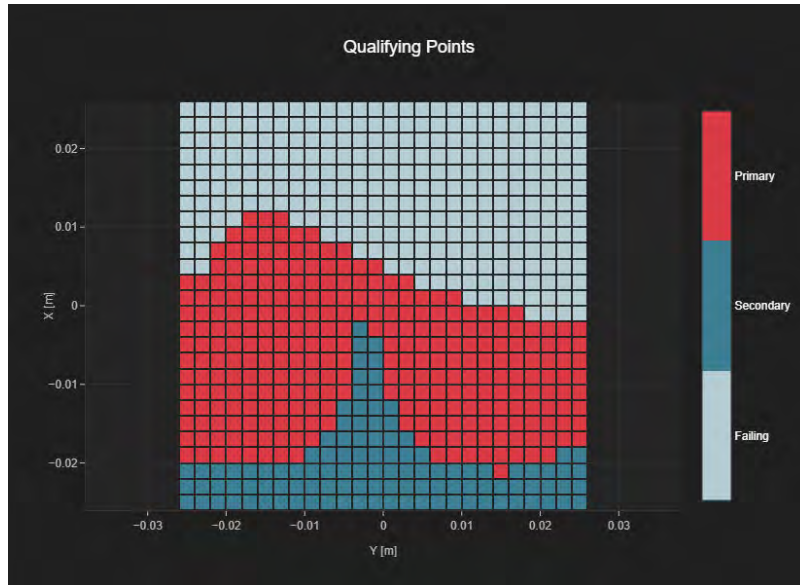 Qualifying Points
0.02
0.01
0
−0.01
−0.02
X [m]
−0.03
−0.02
−0.01
0
0.01
0.02
0.03
Y [m]
Primary
Secondary
Failing